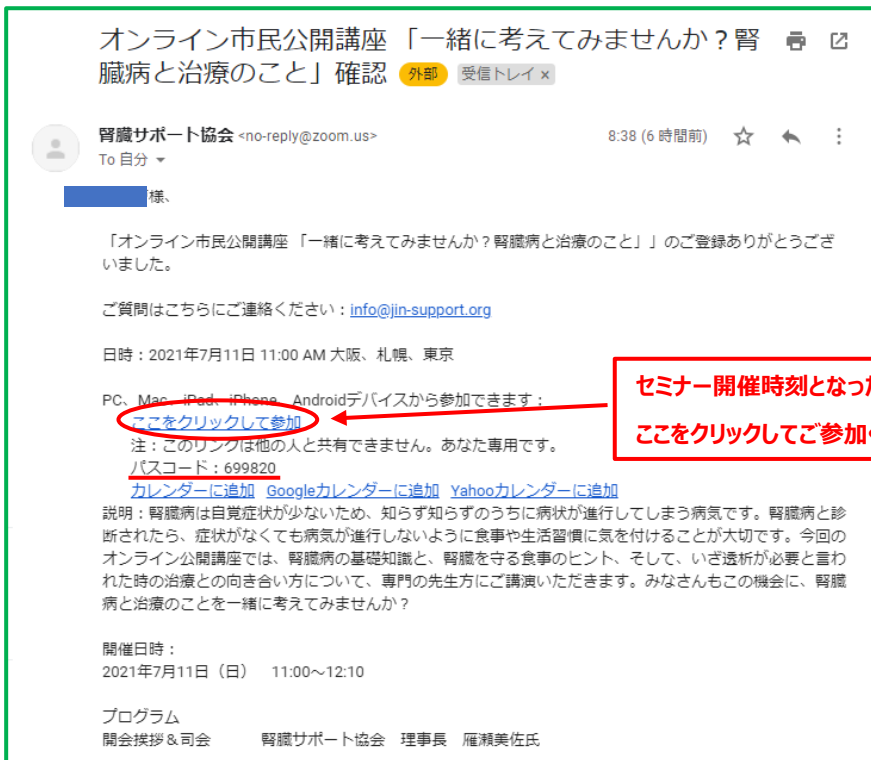 オンライン市民公開講座 「一緒に考えてみませんか？腎
臓病と治療のこと」確認 外部 受信トレイ ×
腎臓サポート協会 <no-reply@zoom.us> 8:38 (6 時間前)
To 自分
様、
「オンライン市民公開講座 「一緒に考えてみませんか？腎臓病と治療のこと」」のご登録ありがとうござ
いました。
ご質問はこちらにご連絡ください：info@jin-support.org
日時：2021年7月11日 11:00 AM 大阪、札幌、東京
PC、Mac、iPad、iPhone、Androidデバイスから参加できます：
セミナー開催時刻となった
ここをクリックして参加
ここをクリックしてご参加
注：このリンクは他の人と共有できません。あなた専用です。
パスコード：699820
カレンダーに追加 Googleカレンダーに追加 Yahooカレンダーに追加
説明：腎臓病は自覚症状が少ないため、知らず知らずのうちに病状が進行してしまう病気です。腎臓病と診
断されたら、症状がなくても病気が進行しないように食事や生活習慣に気を付けることが大切です。今回の
オンライン公開講座では、腎臓病の基礎知識と、腎臓を守る食事のヒント、そして、いざ透析が必要と言わ
れた時の治療との向き合い方について、専門の先生方にご講演いただきます。みなさんもこの機会に、腎臓
病と治療のことを一緒に考えてみませんか？
開催日時：
2021年7月11日（日） 11:00～12:10
プログラム
開会挨拶＆司会 腎臓サポート協会 理事長 雁瀬美佐氏